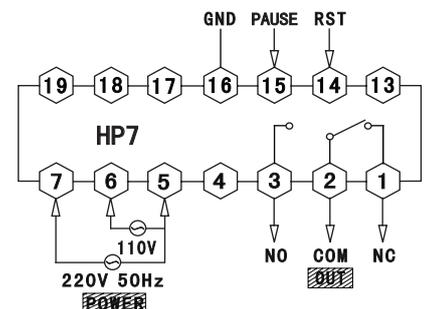 GND PAUSE RST
19 18 17 16 15 14 13
HP7
7 6 5 4 3 2 1
110V
NO COM NC
220V 50Hz
OUT
POWER